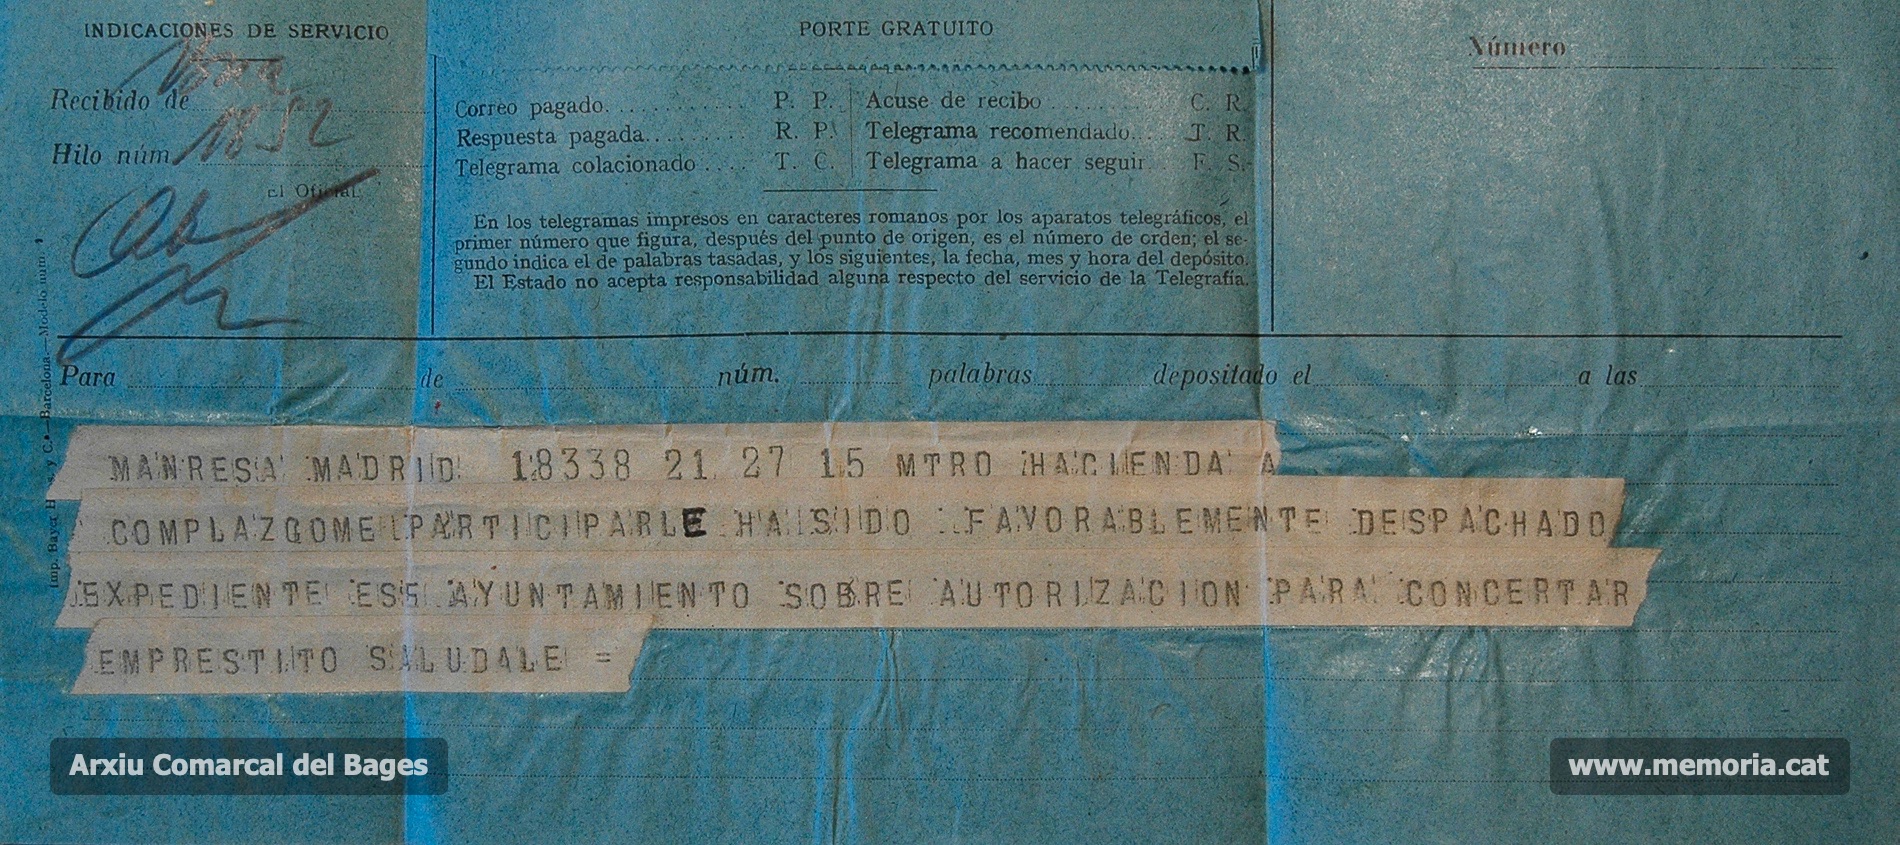 INDICACIONES DE SERVICIO
Recibido de
Hilo núm. 1852
El Oficial
PORTE GRATUITO
Correo pagado. P. P.
Respuesta pagada. R. P.
Telegrama colacionado T. C.
Acuse de recibo C. R.
Telegrama recomendado. T. R.
Telegrama a hacer seguir F. S.
En los telegramas impresos en caracteres romanos por los aparatos telegráficos, el
primer número que figura, después del punto de origen, es el número de orden; el se-
gundo indica el de palabras tasadas, y los siguientes, la fecha, mes y hora del depósito.
El Estado no acepta responsabilidad alguna respecto del servicio de la Telegrafía.
Número
Para de núm. palabras depositado el a las
MANRESA MADRID 18338 21 27 15 MTRO HACIENDA A
COMPLAZGOME PARTICIPARLE HA SIDO FAVORABLEMENTE DESPACHADO
EXPEDIENTE ESE AYUNTAMIENTO SOBRE AUTORIZACION PARA CONCERTAR
EMPRESTITO SALUDALE =
y C.ª—Barcelona.—Modelo núm.
Arxiu Comarcal del Bages
www.memoria.cat